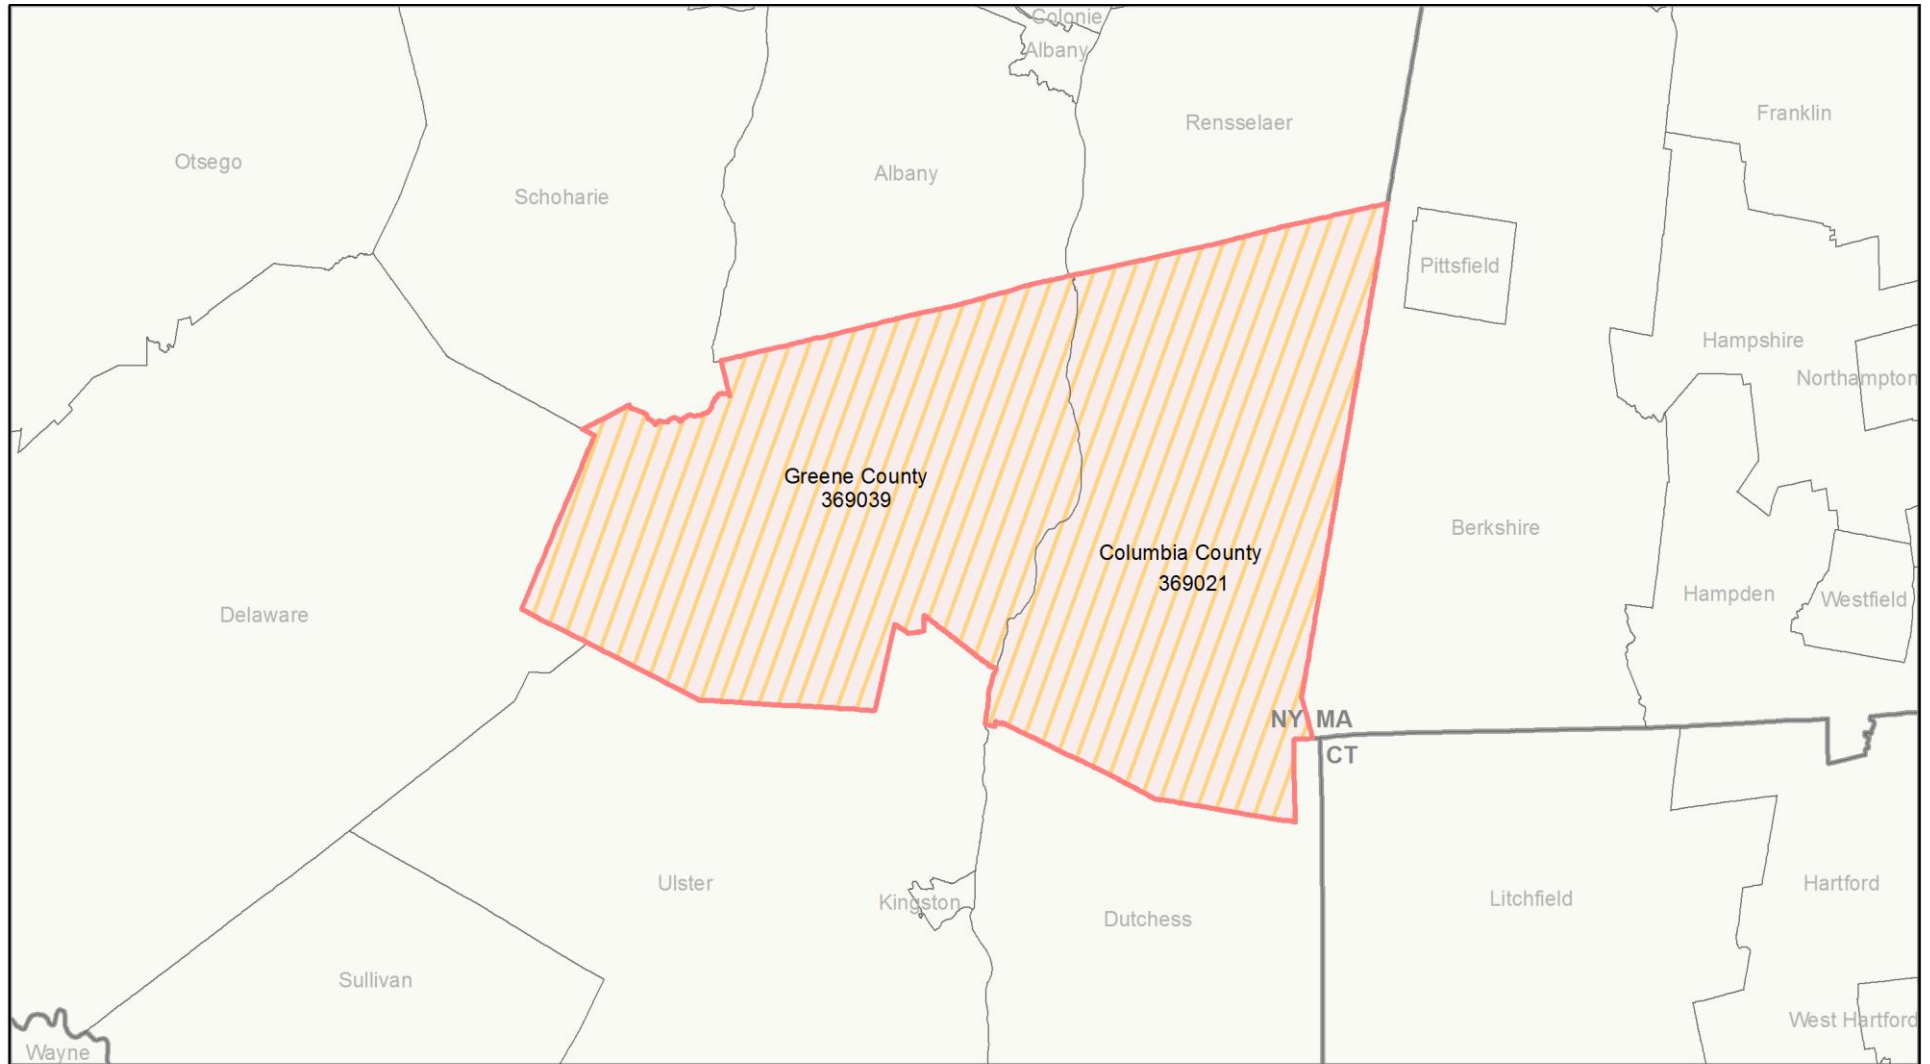 Colonie
Albany
Franklin
Rensselaer
Otsego
Albany
Schoharie
Pittsfield
Hampshire
Northampton
Greene County
369039
Berkshire
Columbia County
369021
Hampden
Westfield
Delaware
NY MA
CT
Ulster
Hartford
Kingston
Litchfield
Dutchess
Sullivan
West Hartford
Wayne